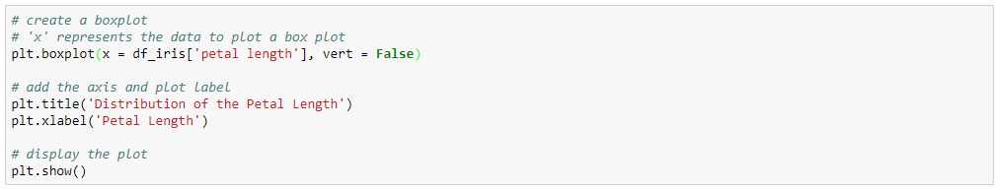 # create a boxplot
# 'x' represents the data to plot a box plot
plt.boxplot(x = df_iris['petal length'], vert = False)
# add the axis and plot label
plt.title('Distribution of the Petal Length')
plt.xlabel('Petal Length')
# display the plot
plt.show()